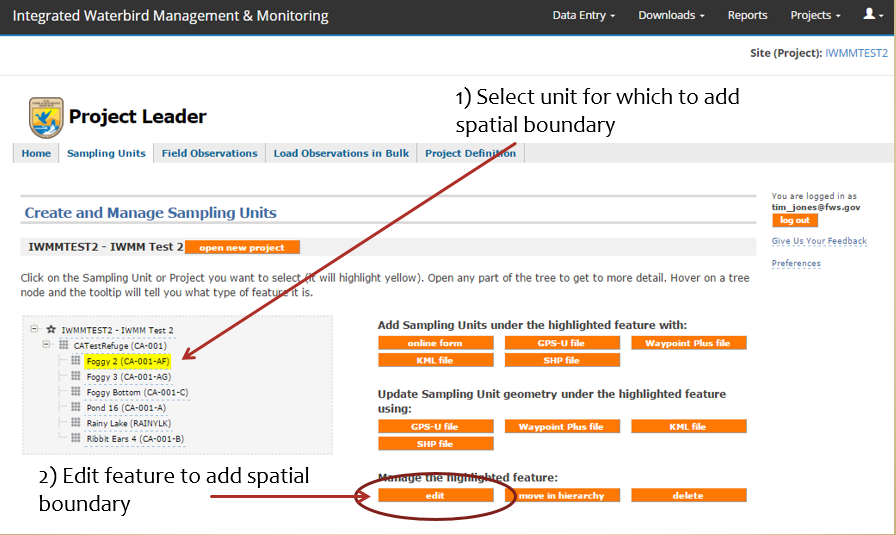 Integrated Waterbird Management & Monitoring
Data Entry
Downloads
Reports
Projects
Site (Project): IWMMTEST2
1) Select unit for which to add
spatial boundary
Project Leader
Home
Sampling Units
Field Observations
Load Observations in Bulk
Project Definition
You are logged in as
tim_jones@fws.gov
log out
Give Us Your Feedback
Preferences
Create and Manage Sampling Units
IWMMTEST2 - IWMM Test 2
open new project
Click on the Sampling Unit or Project you want to select (it will highlight yellow). Open any part of the tree to get to more detail. Hover on a tree
node and the tooltip will tell you what type of feature it is.
IWMMTEST2 - IWMM Test 2
CATestRefuge (CA-001)
Foggy 2 (CA-001-AF)
Foggy 3 (CA-001-AG)
Foggy Bottom (CA-001-C)
Pond 16 (CA-001-A)
Rainy Lake (RAINYLK)
Ribbit Ears 4 (CA-001-B)
Add Sampling Units under the highlighted feature with:
online form
GPS-U file
Waypoint Plus file
KML file
SHP file
Update Sampling Unit geometry under the highlighted feature
using:
GPS-U file
Waypoint Plus file
KML file
SHP file
2) Edit feature to add spatial
boundary
Manage the highlighted feature:
edit
move in hierarchy
delete